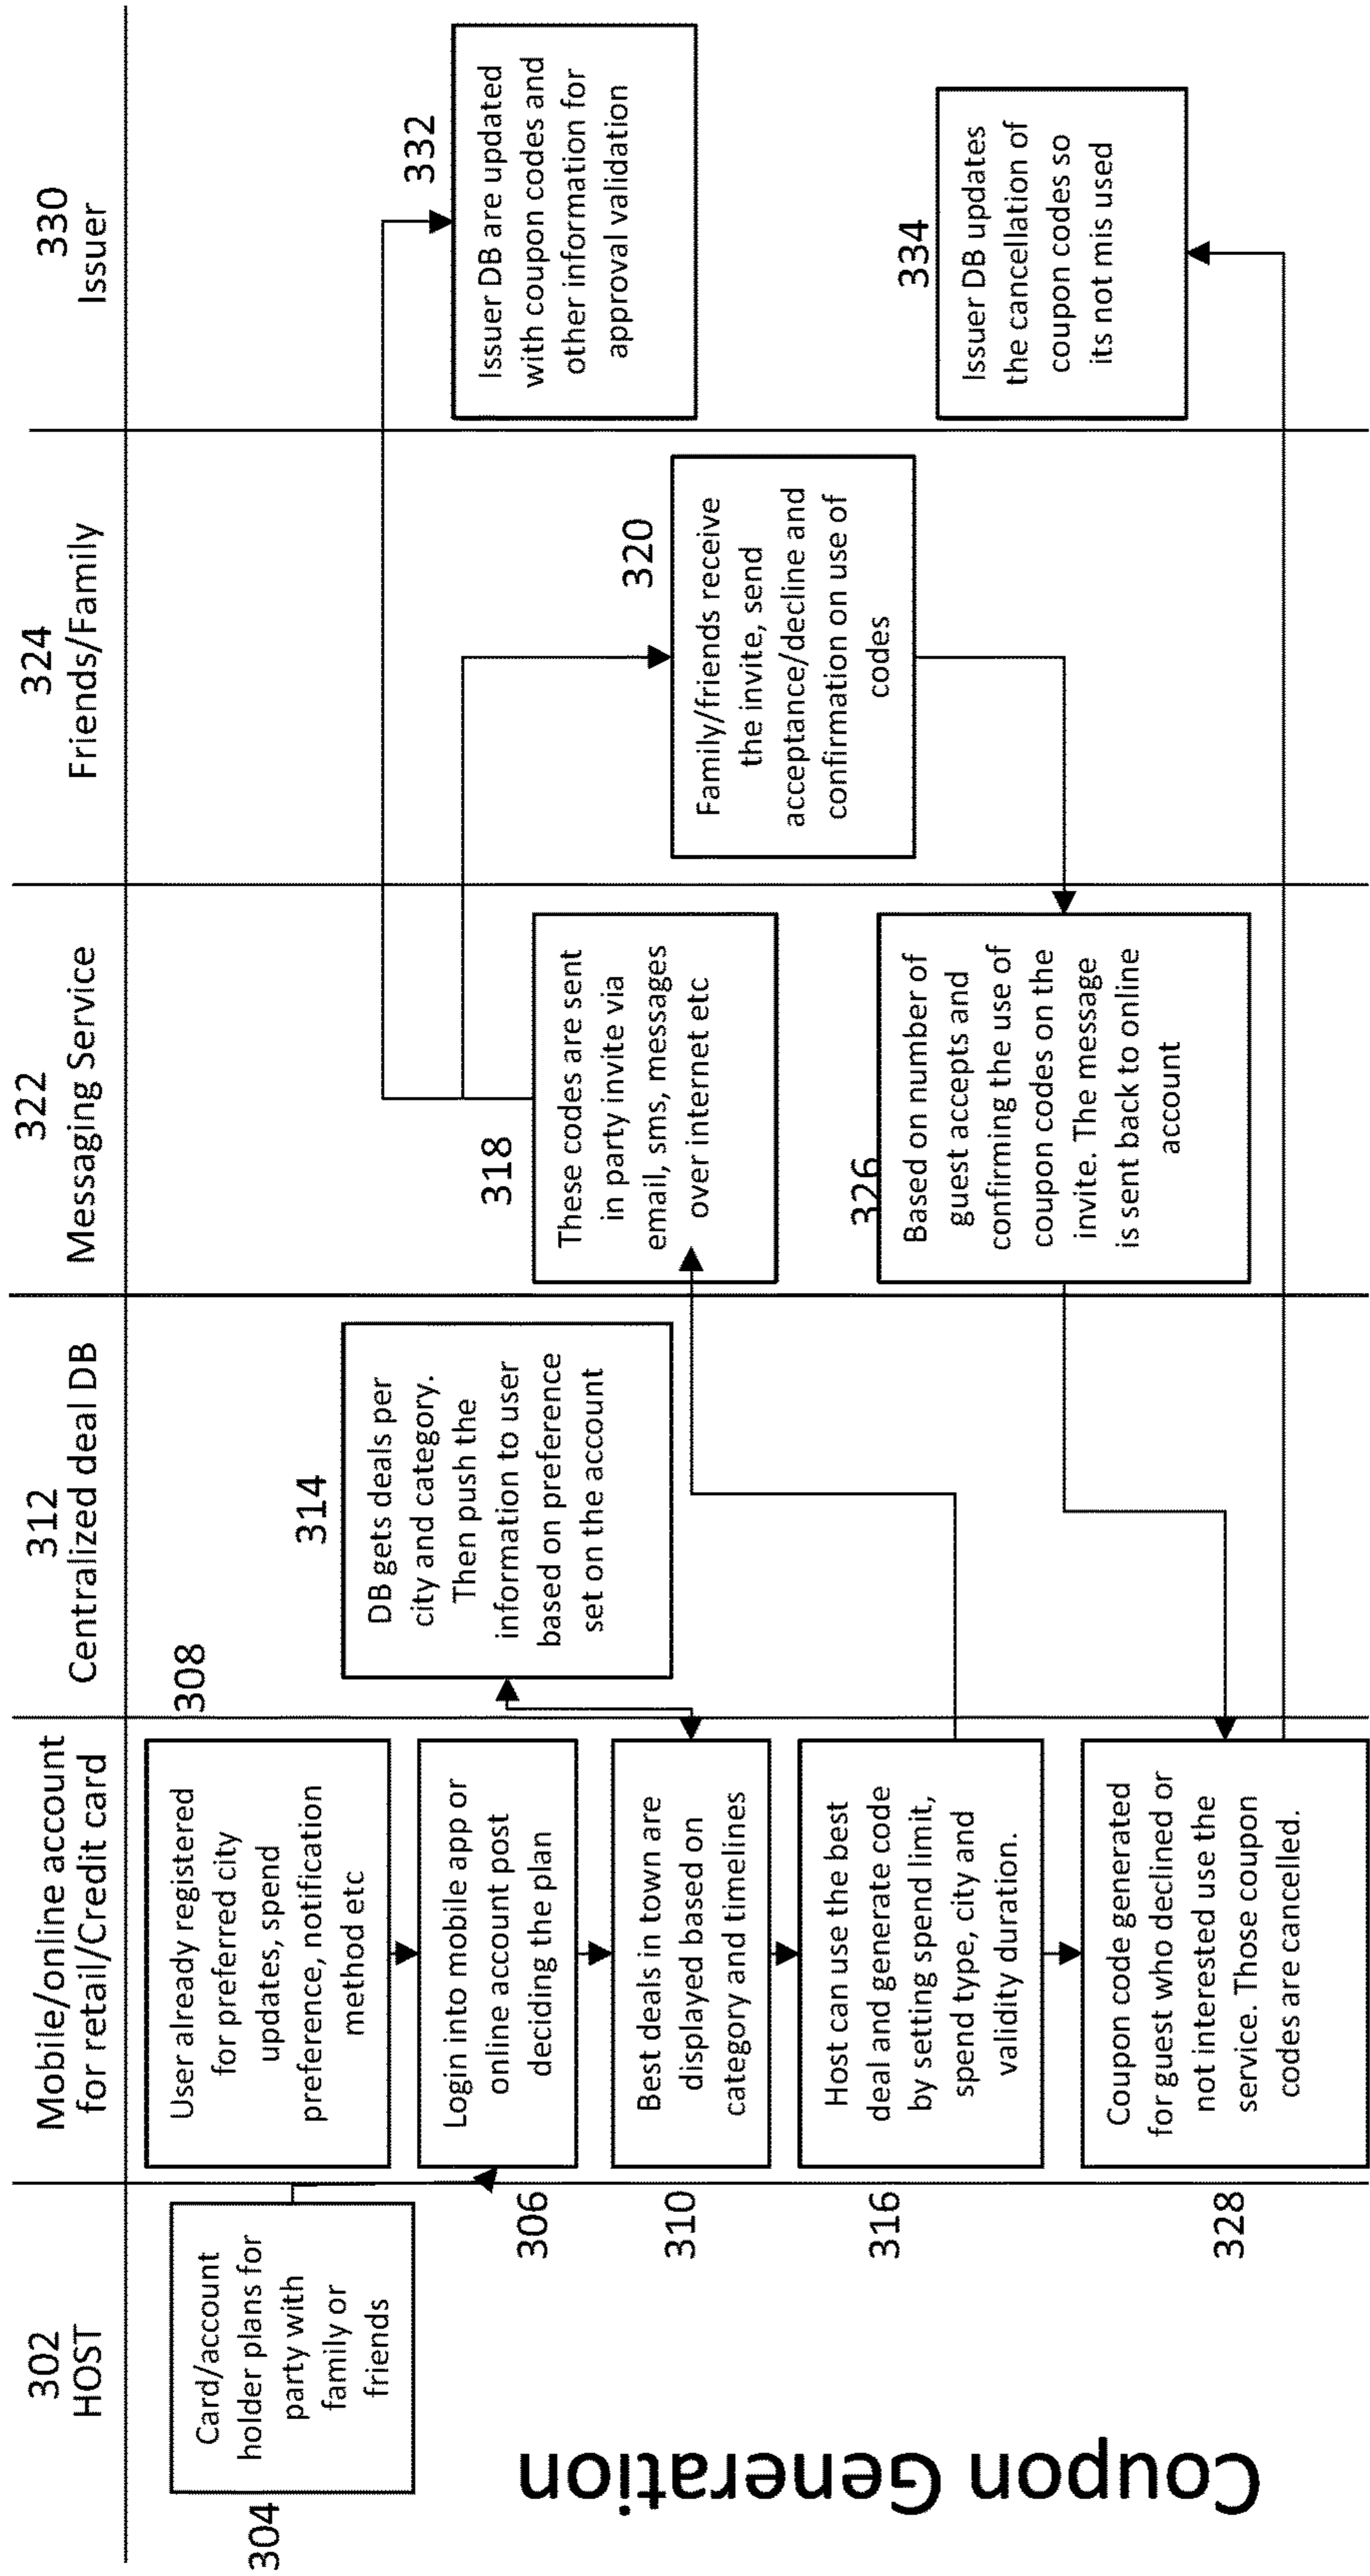 302
HOST
Mobile/online account
for retail/Credit card
312
Centralized deal DB
322
Messaging Service
324
Friends/Family
330
Issuer
304
Card/account
holder plans for
party with
family or
friends
308
User already registered
for preferred city
updates, spend
preference, notification
method etc
306
Login into mobile app or
online account post
deciding the plan
310
Best deals in town are
displayed based on
category and timelines
314
DB gets deals per
city and category.
Then push the
information to user
based on preference
set on the account
316
Host can use the best
deal and generate code
by setting spend limit,
spend type, city and
validity duration.
318
These codes are sent
in party invite via
email, sms, messages
over internet etc
320
Family/friends receive
the invite, send
acceptance/decline and
confirmation on use of
codes
332
Issuer DB are updated
with coupon codes and
other information for
approval validation
326
Based on number of
guest accepts and
confirming the use of
coupon codes on the
invite. The message
is sent back to online
account
328
Coupon code generated
for guest who declined or
not interested use the
service. Those coupon
codes are cancelled.
334
Issuer DB updates
the cancellation of
coupon codes so
its not mis used
Coupon Generation